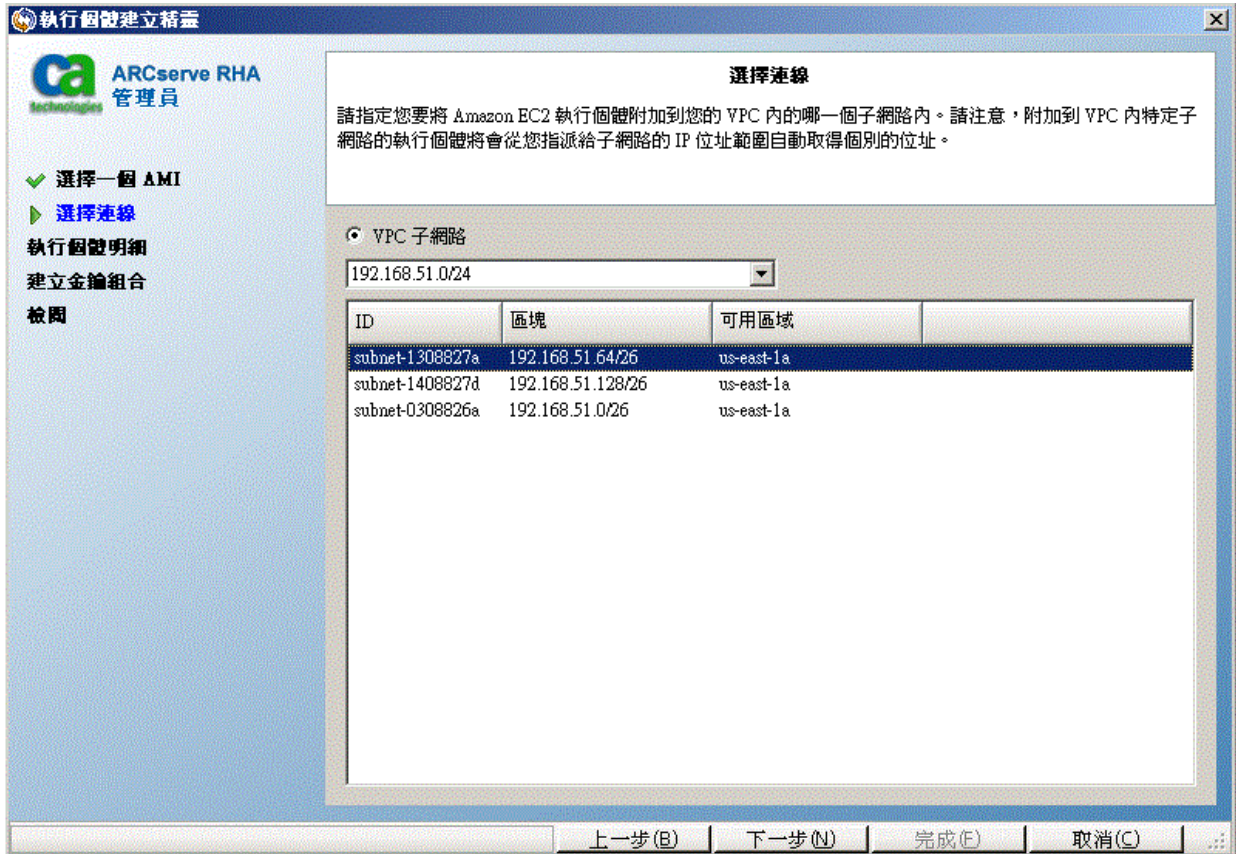 執行個體建立精靈
ca
technologies
ARCserve RHA
管理員
選擇一個 AMI
選擇連線
執行個體明細
建立金鑰組合
檢閱
選擇連線
請指定您要將 Amazon EC2 執行個體附加到您的 VPC 內的哪一個子網路內。請注意，附加到 VPC 內特定子
網路的執行個體將會從您指派給子網路的 IP 位址範圍自動取得個別的位址。
VPC 子網路
192.168.51.0/24
ID 區塊 可用區域
subnet-1308827a 192.168.51.64/26 us-east-1a
subnet-1408827d 192.168.51.128/26 us-east-1a
subnet-0308826a 192.168.51.0/26 us-east-1a
上一步(B) 下一步(N) 完成(F) 取消(C)